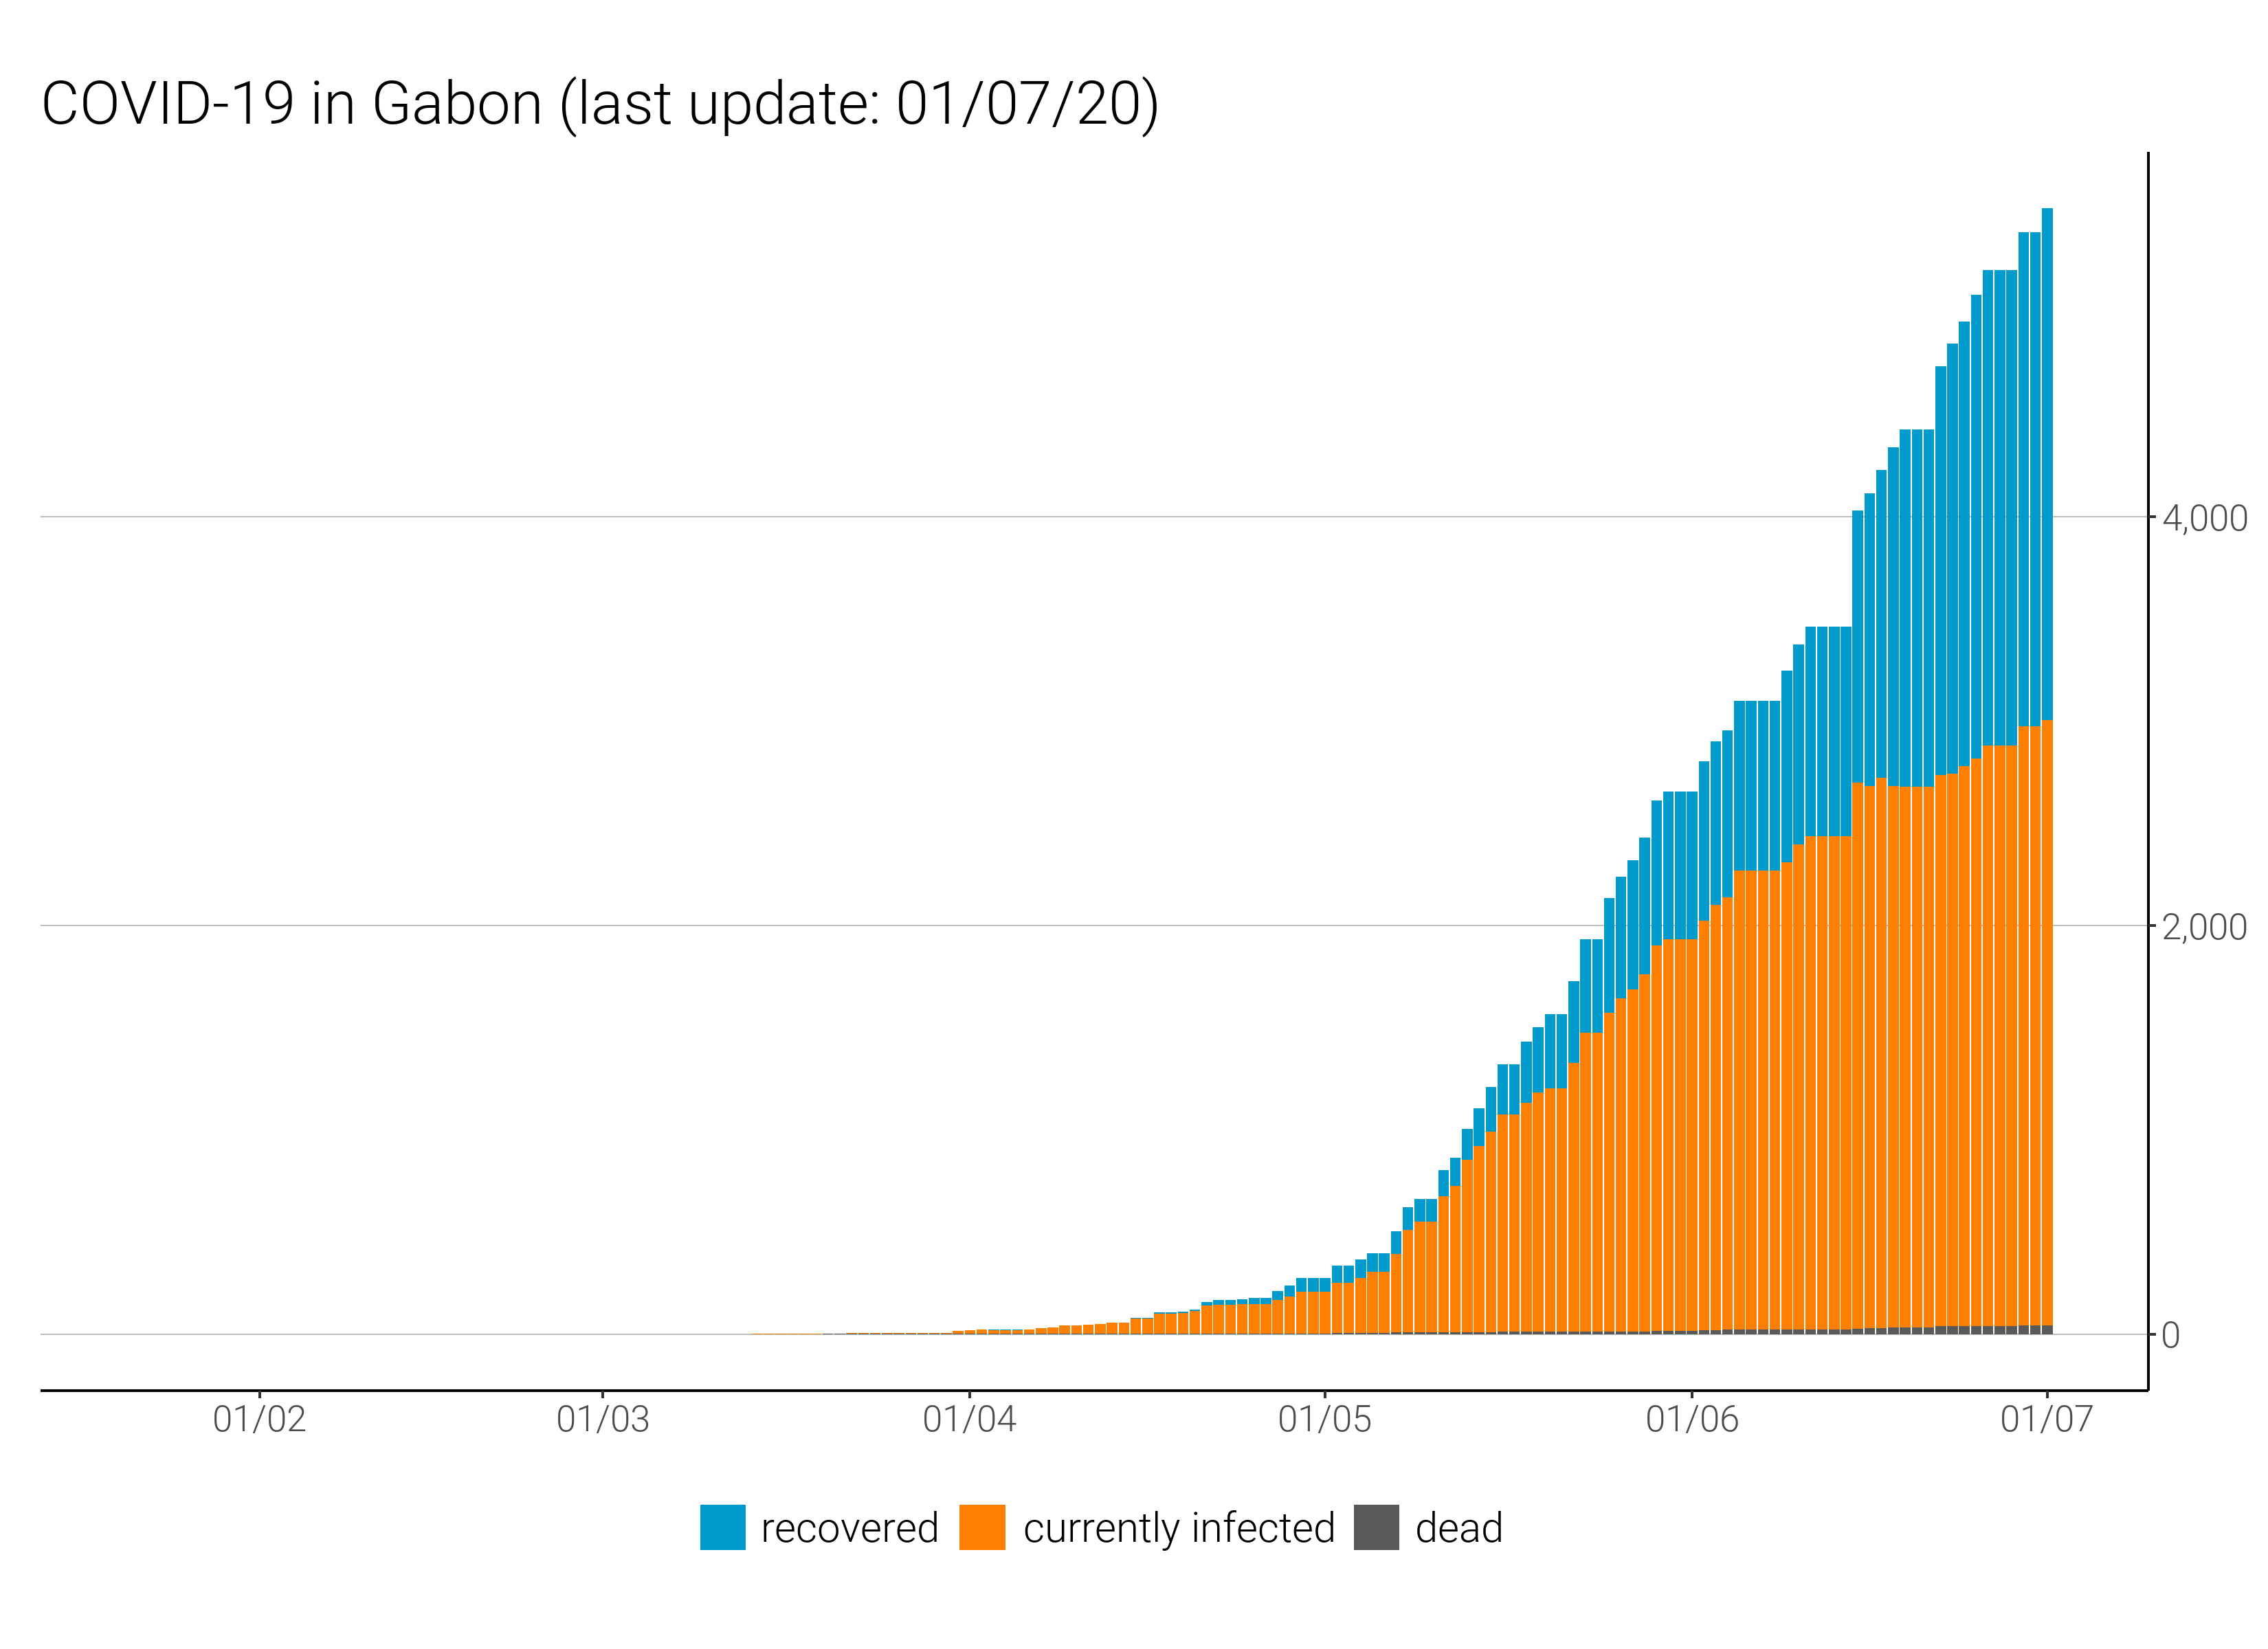 COVID-19 in Gabon (last update: 01/07/20)
4,000
2,000
0
01/02 01/03 01/04 01/05 01/06 01/07
recovered currently infected dead